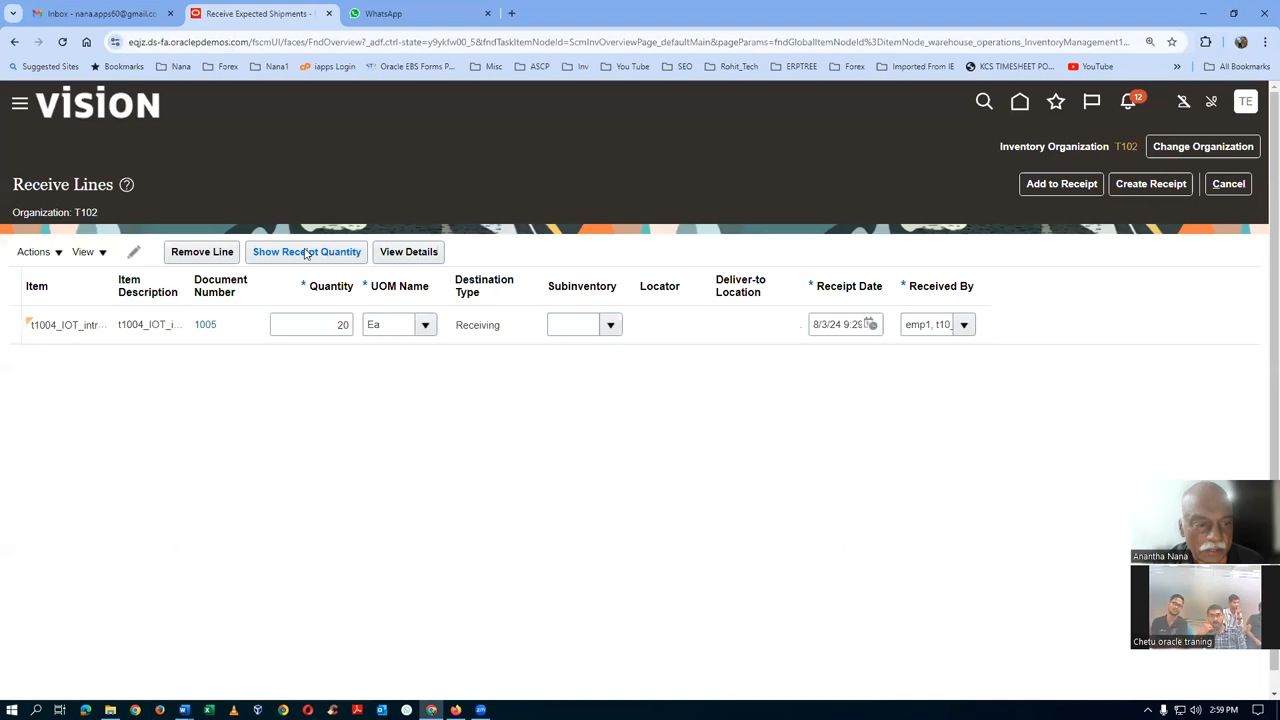 Inbox - nana.apps60@gmail.co
Receive Expected Shipments -
WhatsApp
eqjz.ds-fa.oraclepdemos.com/fscmUI/faces/FndOverview?_adf.ctrl-state=y9ykfw00_5&fndTaskItemNodeId=ScmInvOverviewPage_defaultMain&pageParams=fndGlobalItemNodeId%3DitemNode_warehouse_operations_InventoryManagement1...
Suggested Sites Bookmarks Nana Forex Nana1 iapps Login Oracle EBS Forms P... Misc ASCP Inv You Tube SEO Rohit_Tech ERPTREE Forex Imported From IE KCS TIMESHEET PO... YouTube » All Bookmarks
VISION
12
TE
Inventory Organization T102 Change Organization
Receive Lines
Add to Receipt Create Receipt Cancel
Organization: T102
Actions View Remove Line Show Receipt Quantity View Details
Item Item Description Document Number * Quantity * UOM Name Destination Type Subinventory Locator Deliver-to Location * Receipt Date * Received By
t1004_IOT_intr... t1004_IOT_i... 1005 20 Ea Receiving 8/3/24 9:29 emp1, t10_
Anantha Nana
Chetu oracle traning
2:59 PM